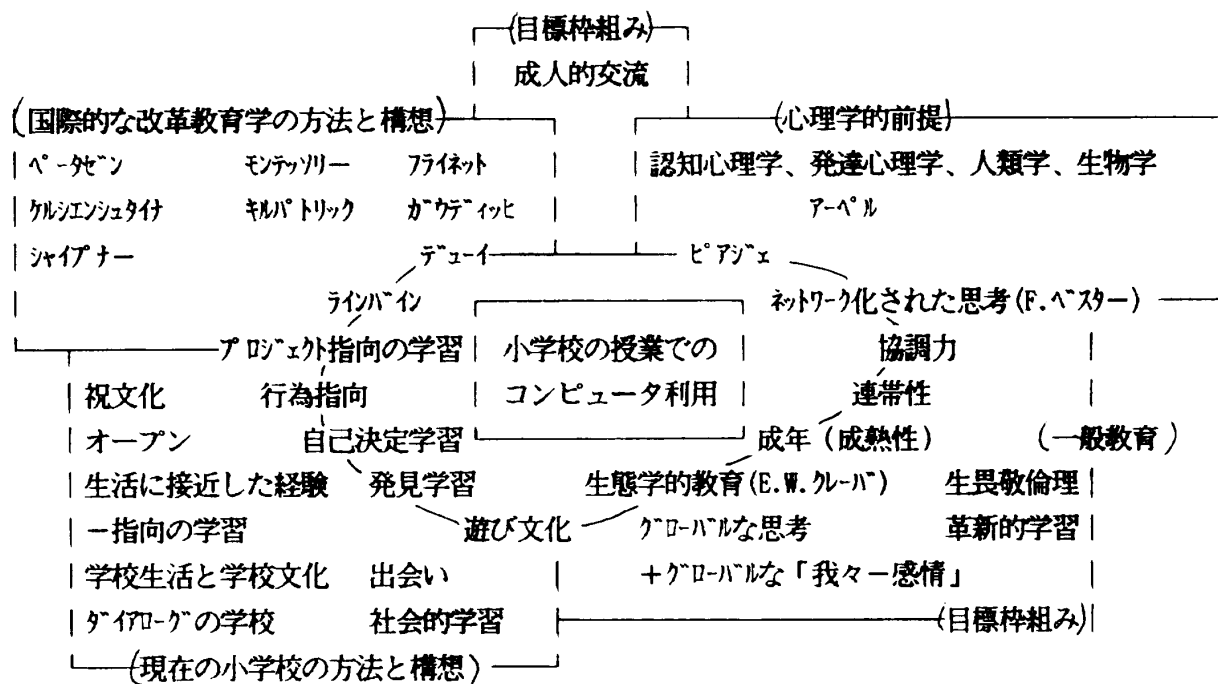 (目標枠組み)
成人的交流
(国際的な改革教育学の方法と構想) (心理学的前提)
ペータゼン モンテッソリー フライネット 認知心理学、発達心理学、人類学、生物学
ケルシエンシュタイナ キルパトリック ガウディッヒ アーペル
シャイプナー デューイ ピアジェ
ラインバイン ネットワーク化された思考(F.ベスター)
プロジェクト指向の学習 小学校の授業での 協調力
祝文化 行為指向 コンピュータ利用 連帯性
オープン 自己決定学習 成年(成熟性) (一般教育)
生活に接近した経験 発見学習 生態学的教育(E.W.クレーバ) 生畏敬倫理
ー指向の学習 遊び文化 グローバルな思考 革新的学習
学校生活と学校文化 出会い +グローバルな「我々ー感情」
ダイアローグの学校 社会的学習 (目標枠組み)
(現在の小学校の方法と構想)